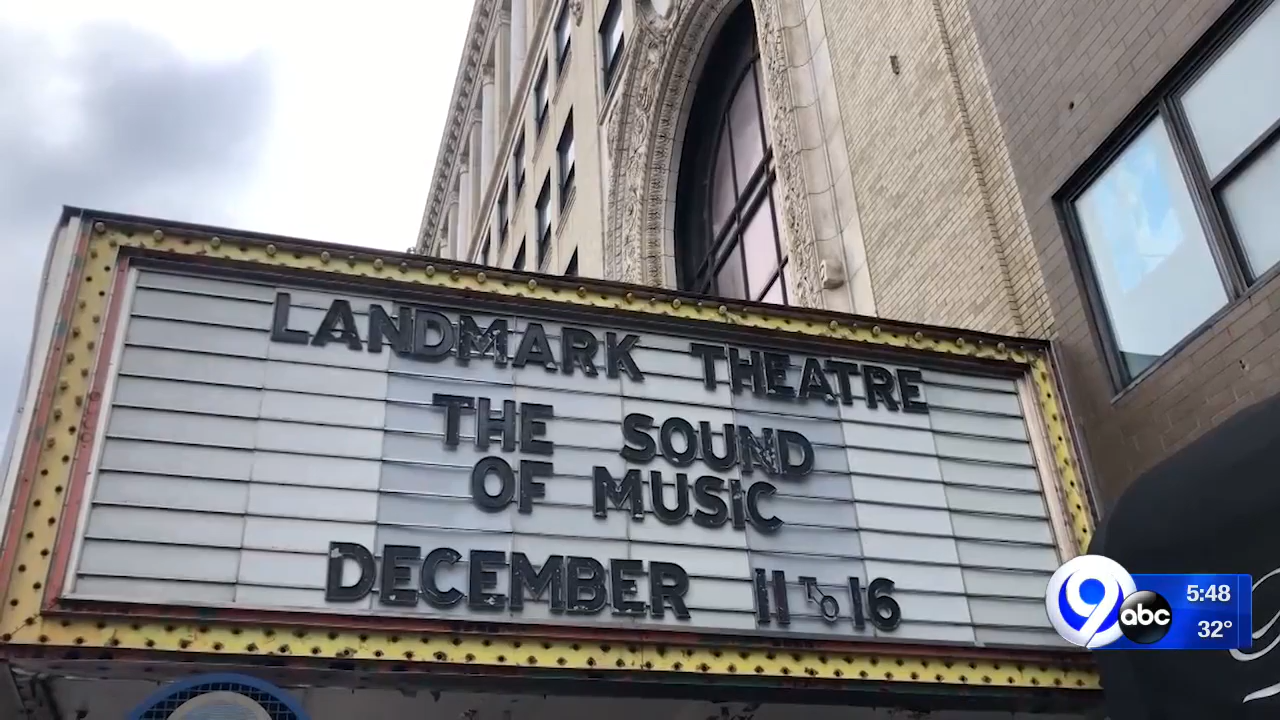 LANDMARK THEATRE
THE SOUND
OF MUSIC
DECEMBER 11 TO 16
9 abc
5:48
32°